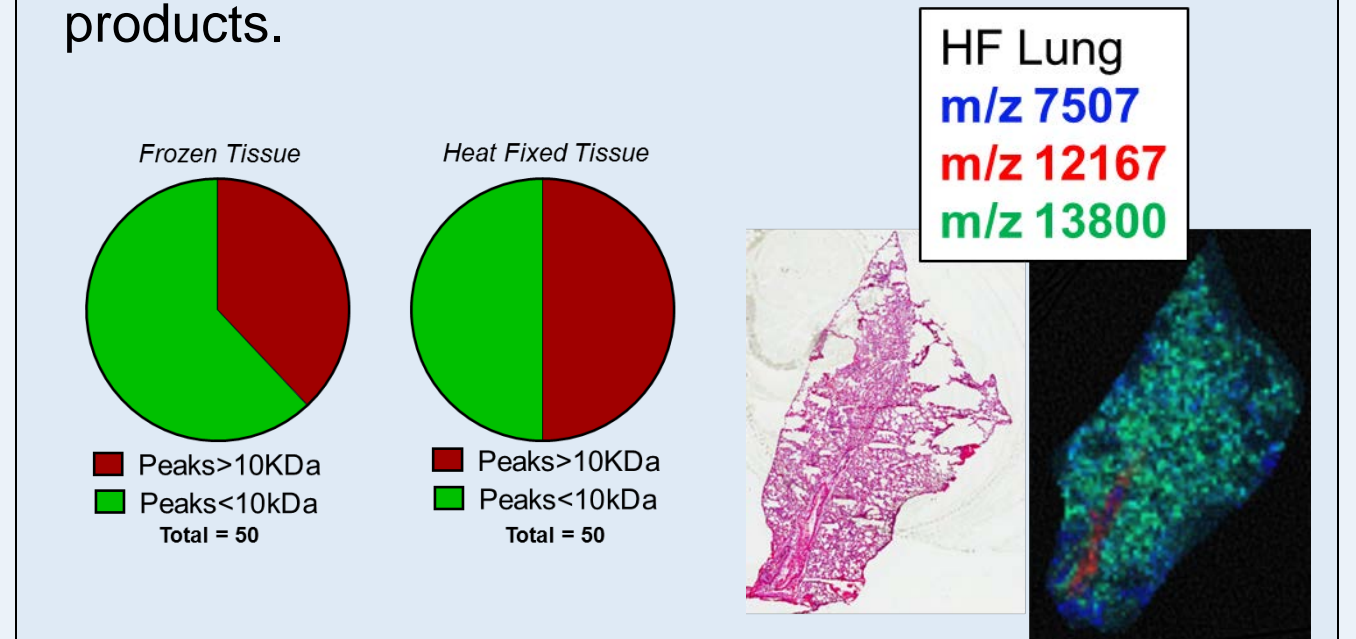 products.
HF Lung
m/z 7507
m/z 12167
m/z 13800
Frozen Tissue
Heat Fixed Tissue
Peaks>10KDa
Peaks<10kDa
Total = 50
Peaks>10KDa
Peaks<10kDa
Total = 50